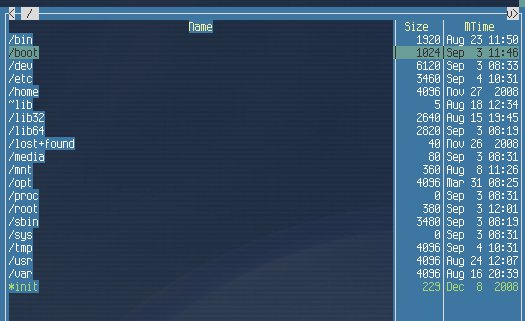 < /  v>
Name Size MTime
/bin 1920 Aug 23 11:50
/boot 1024 Sep 3 11:46
/dev 6120 Sep 3 08:33
/etc 3460 Sep 4 10:31
/home 4096 Nov 27 2008
~lib 5 Aug 18 12:34
/lib32 2640 Aug 15 19:45
/lib64 2820 Sep 3 08:19
/lost+found 40 Nov 26 2008
/media 80 Sep 3 08:31
/mnt 360 Aug 8 11:26
/opt 4096 Mar 31 08:25
/proc 0 Sep 3 08:31
/root 380 Sep 3 12:01
/sbin 3480 Sep 3 08:19
/sys 0 Sep 3 08:31
/tmp 4096 Sep 4 10:31
/usr 4096 Aug 24 12:07
/var 4096 Aug 16 20:39
*init 229 Dec 8 2008